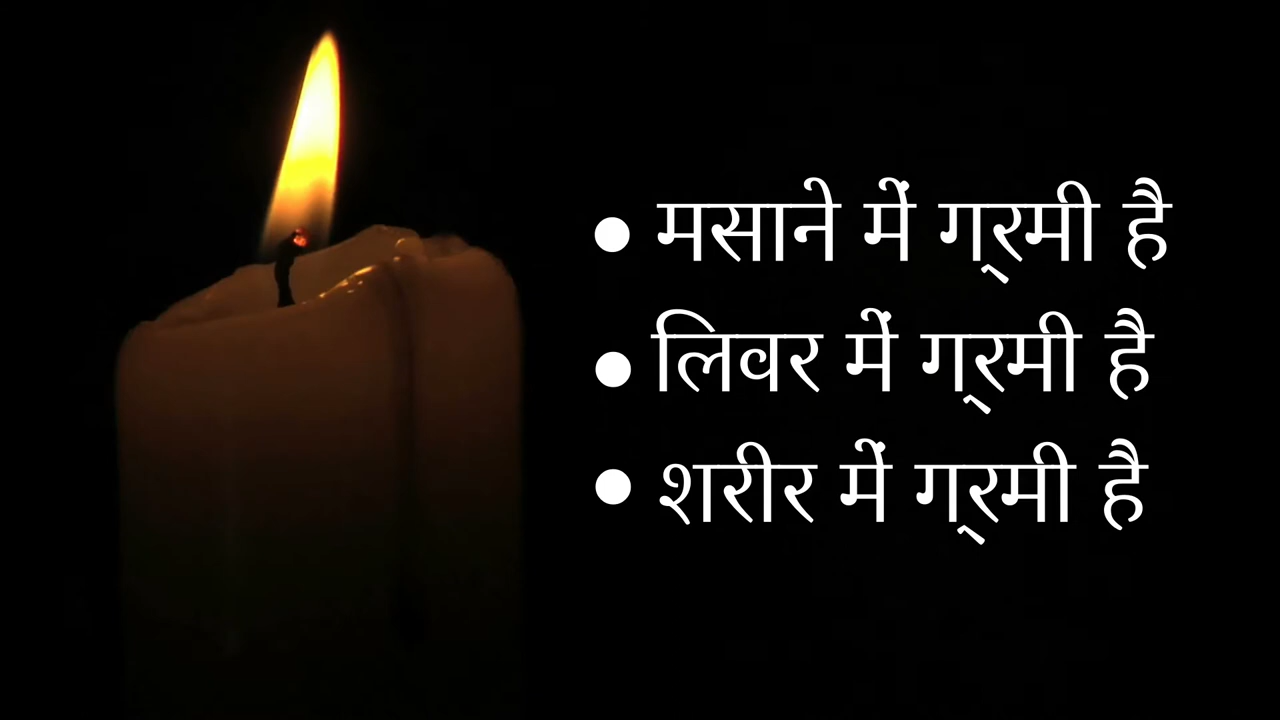 • मसाने में ग्रमी है
• लिवर में ग्रमी है
• शरीर में ग्रमी है